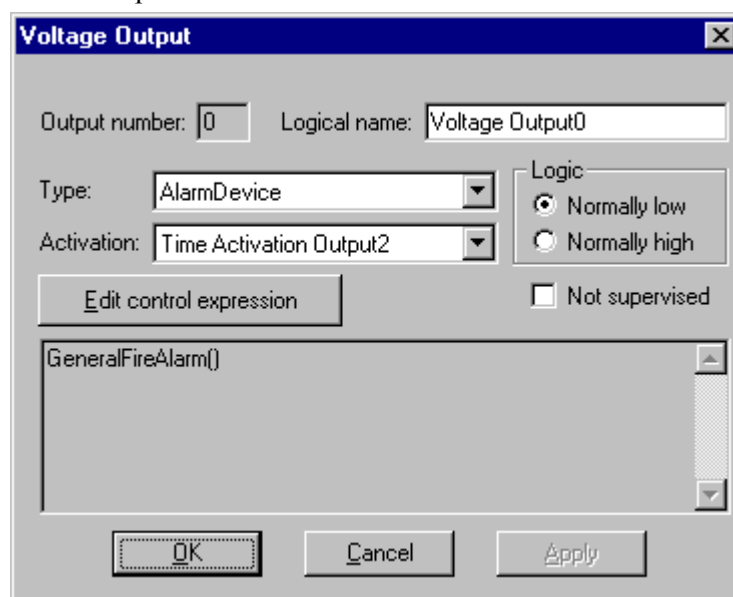 Voltage Output
Output number: 0 Logical name: Voltage Output0
Type: AlarmDevice
Logic
Normally low
Activation: Time Activation Output2
Normally high
Edit control expression
Not supervised
GeneralFireAlarm()
OK Cancel Apply